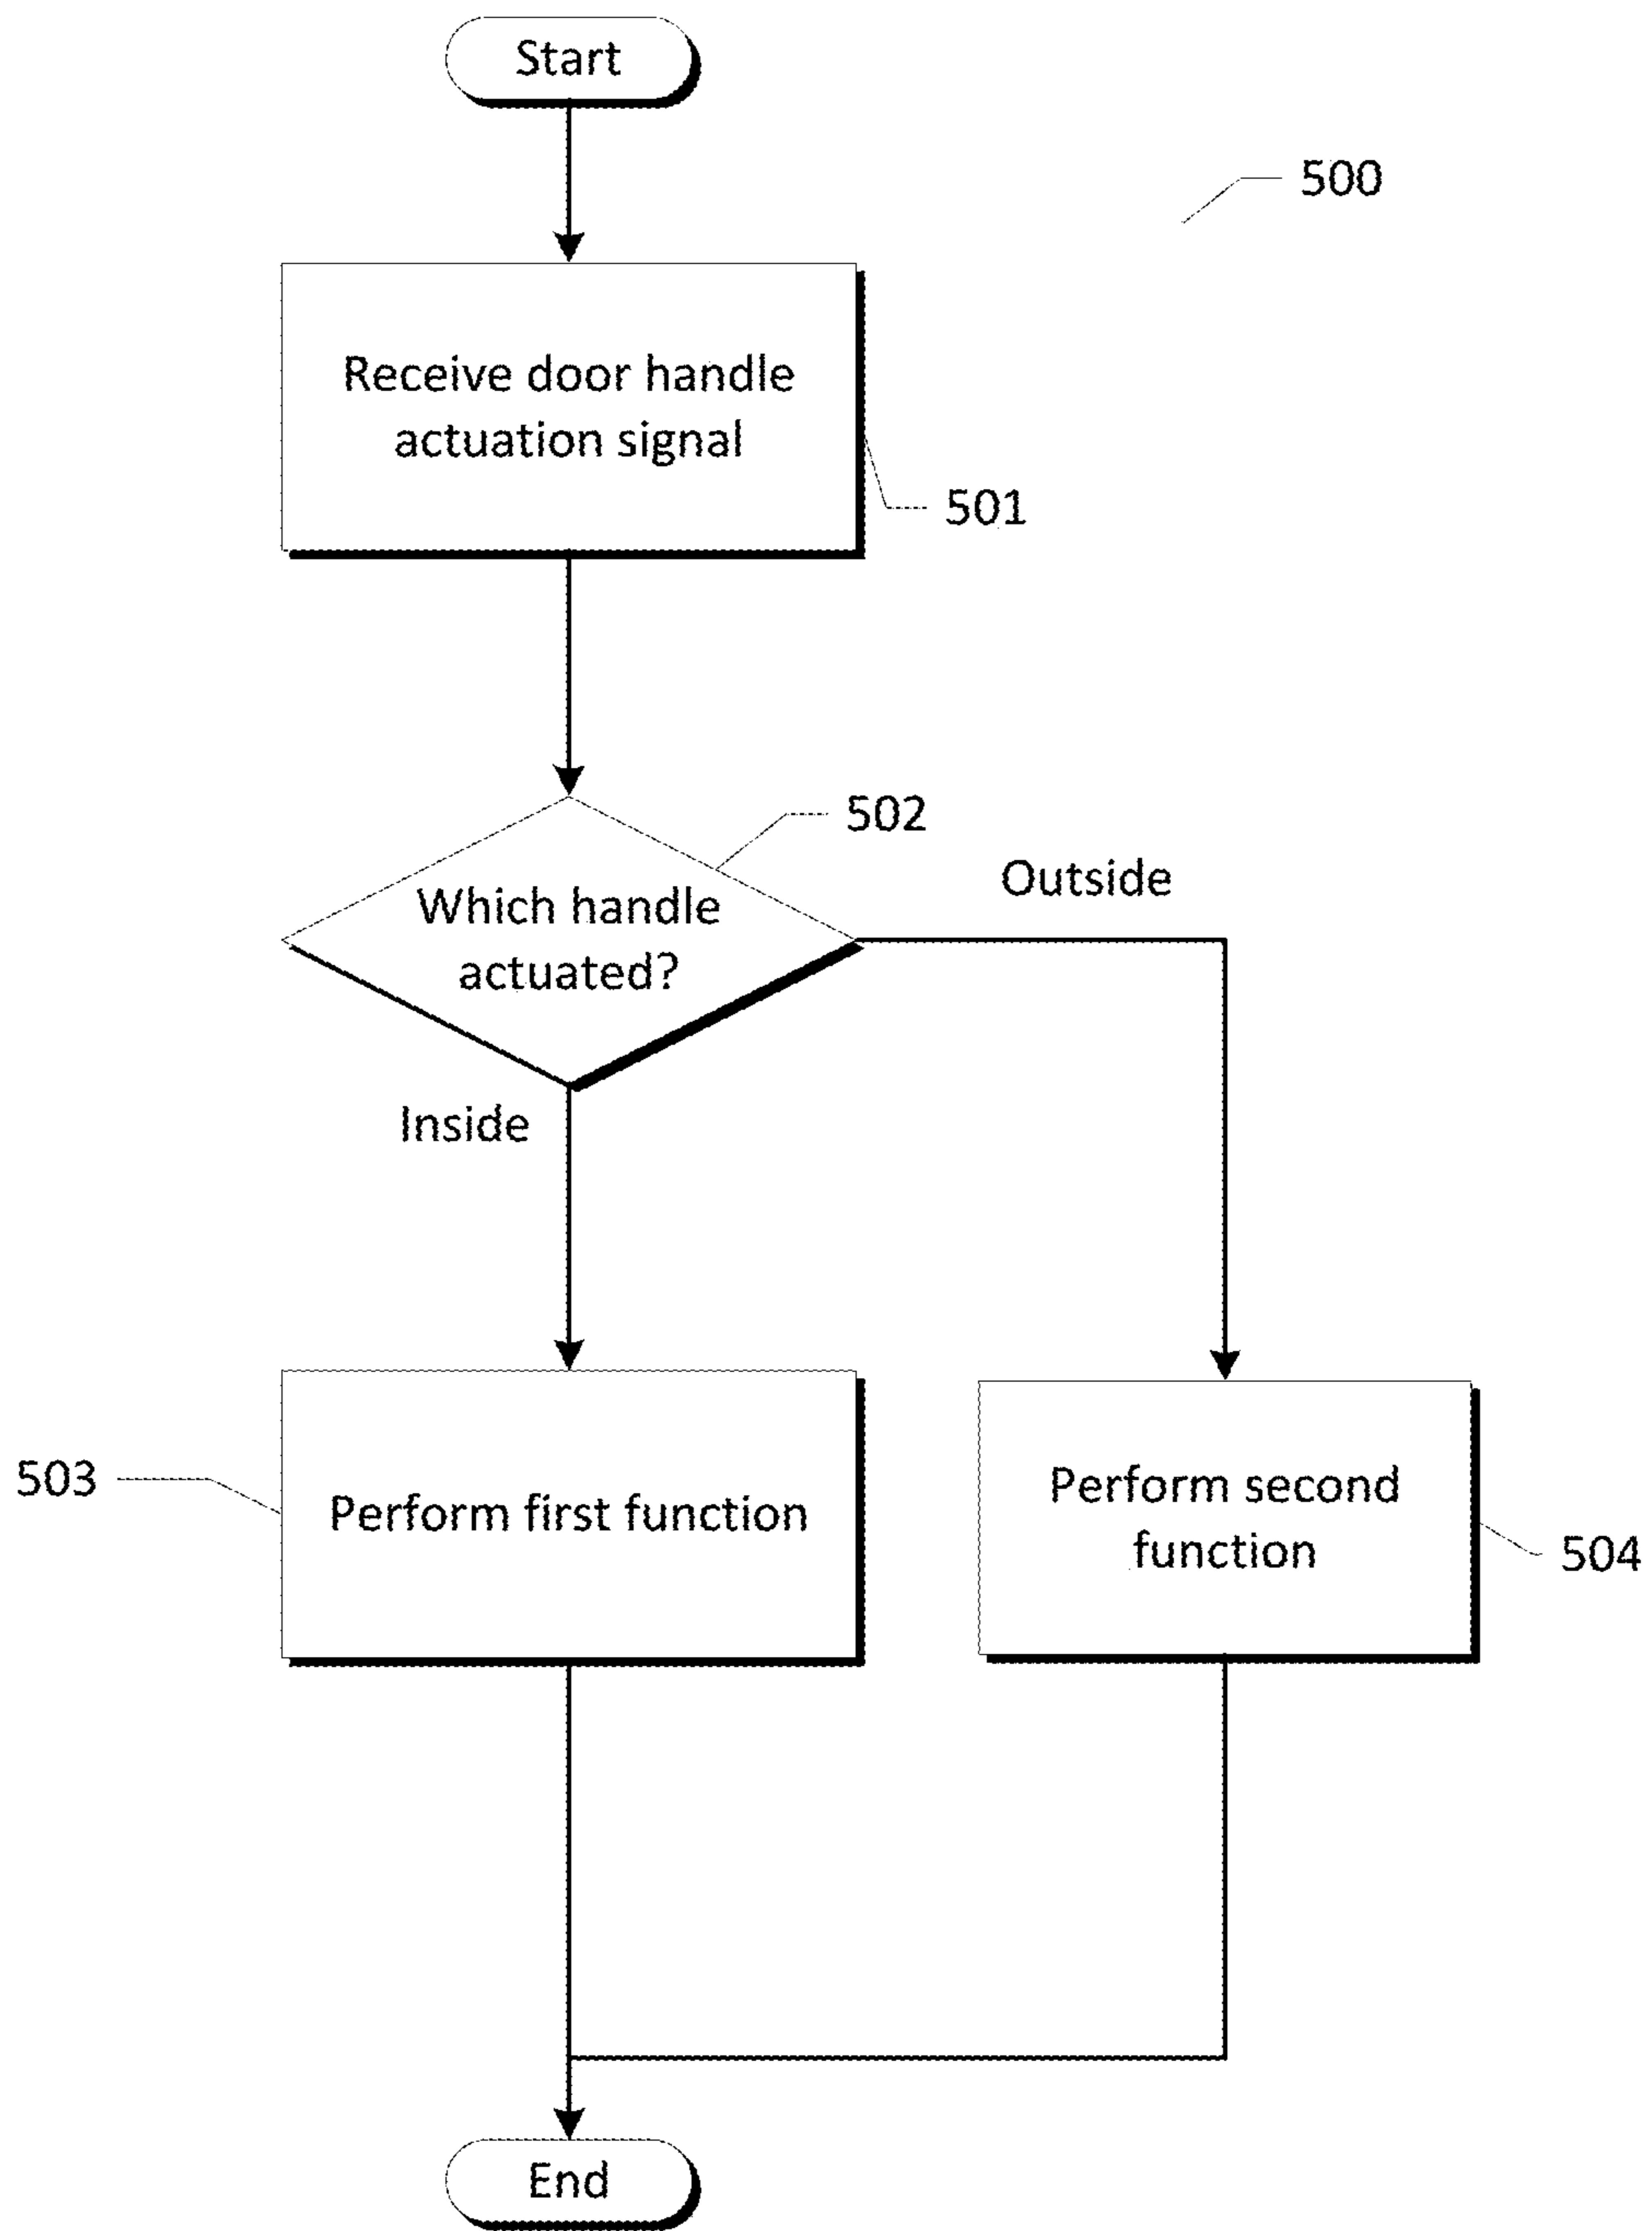 Start
500
Receive door handle
actuation signal
501
502
Outside
Which handle
actuated?
Inside
503
Perform first function
Perform second
function
504
End